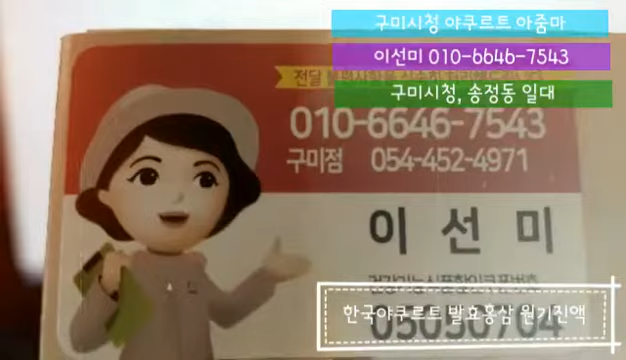 구미시청 야쿠르트 아줌마
이선미 010-6646-7543
구미시청, 송정동 일대
전달
010-6646-7543
구미점 054-452-4971
이 선 미
한국야쿠르트 발효홍삼 원기진액